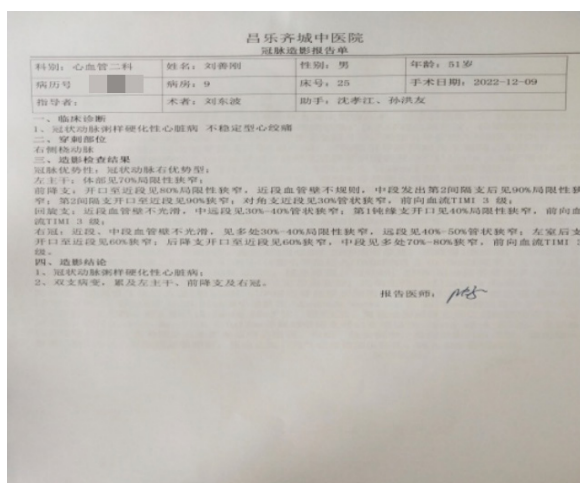 昌乐齐城中医院
冠脉造影报告单
科别：心血管二科 姓名：刘善刚 性别：男 年龄：51岁
病历号 病房：9 床号：25 手术日期：2022-12-09
指导者： 术者：刘东波 助手：沈孝江、孙洪友
一、临床诊断
1、冠状动脉粥样硬化性心脏病 不稳定型心绞痛
二、穿刺部位
右侧桡动脉
三、造影检查结果
冠脉优势性：冠状动脉右优势型；
左主干：体部见70%局限性狭窄；
前降支：开口至近段见80%局限性狭窄，近段血管壁不规则，中段发出第2间隔支后见90%局限性狭
窄；第2间隔支开口至近段见90%狭窄；对角支近段见30%管状狭窄，前向血流TIMI 3 级；
回旋支：近段血管壁不光滑，中远段见30%-40%管状狭窄；第1钝缘支开口见40%局限性狭窄，前向血
流TIMI 3 级；
右冠：近段、中段血管壁不光滑，见多处30%-40%局限性狭窄，远段见40%-50%管状狭窄；左室后支
开口至近段见60%狭窄；后降支开口至近段见60%狭窄，中段见多处70%-80%狭窄，前向血流TIMI 3
级。
四、造影结论
1、冠状动脉粥样硬化性心脏病；
2、双支病变，累及左主干、前降支及右冠。
报告医师：